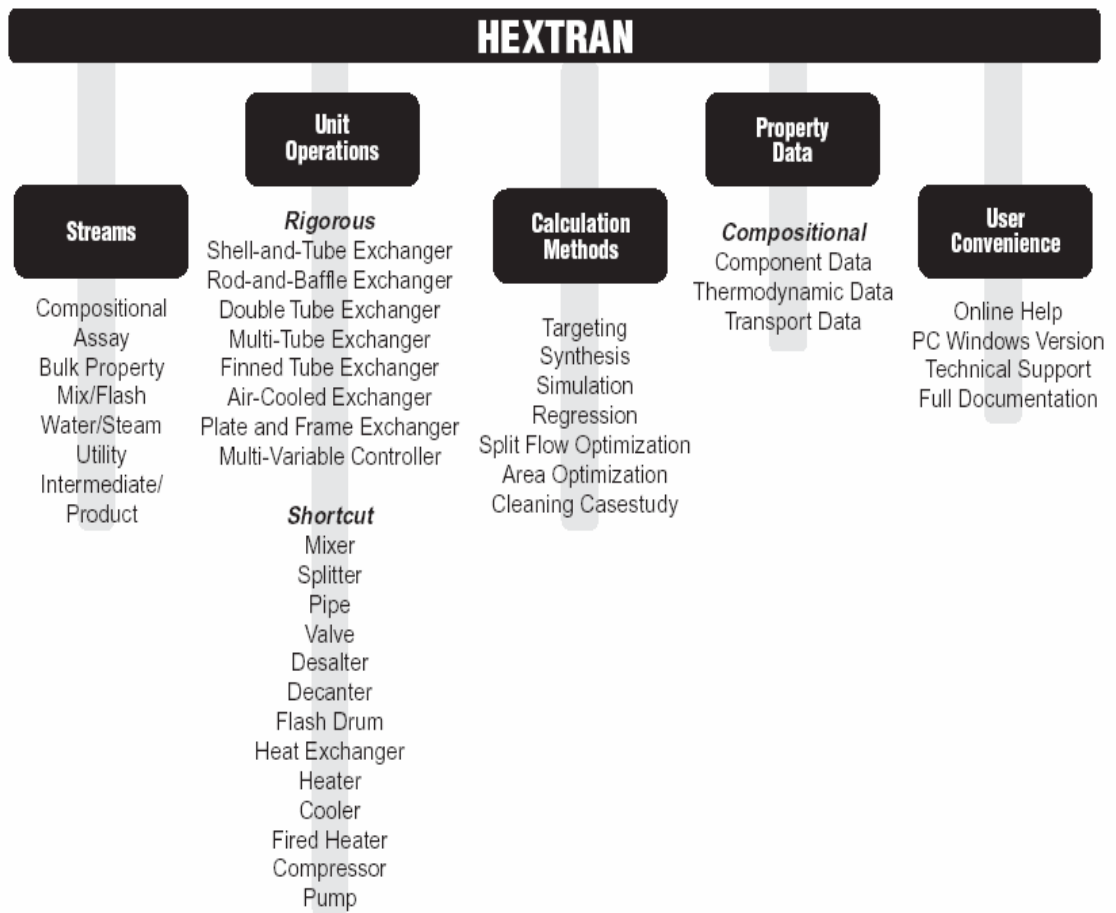 HEXTRAN
Streams
Compositional
Assay
Bulk Property
Mix/Flash
Water/Steam
Utility
Intermediate/
Product
Unit
Operations
Rigorous
Shell-and-Tube Exchanger
Rod-and-Baffle Exchanger
Double Tube Exchanger
Multi-Tube Exchanger
Finned Tube Exchanger
Air-Cooled Exchanger
Plate and Frame Exchanger
Multi-Variable Controller
Shortcut
Mixer
Splitter
Pipe
Valve
Desalter
Decanter
Flash Drum
Heat Exchanger
Heater
Cooler
Fired Heater
Compressor
Pump
Calculation
Methods
Targeting
Synthesis
Simulation
Regression
Split Flow Optimization
Area Optimization
Cleaning Casestudy
Property
Data
Compositional
Component Data
Thermodynamic Data
Transport Data
User
Convenience
Online Help
PC Windows Version
Technical Support
Full Documentation